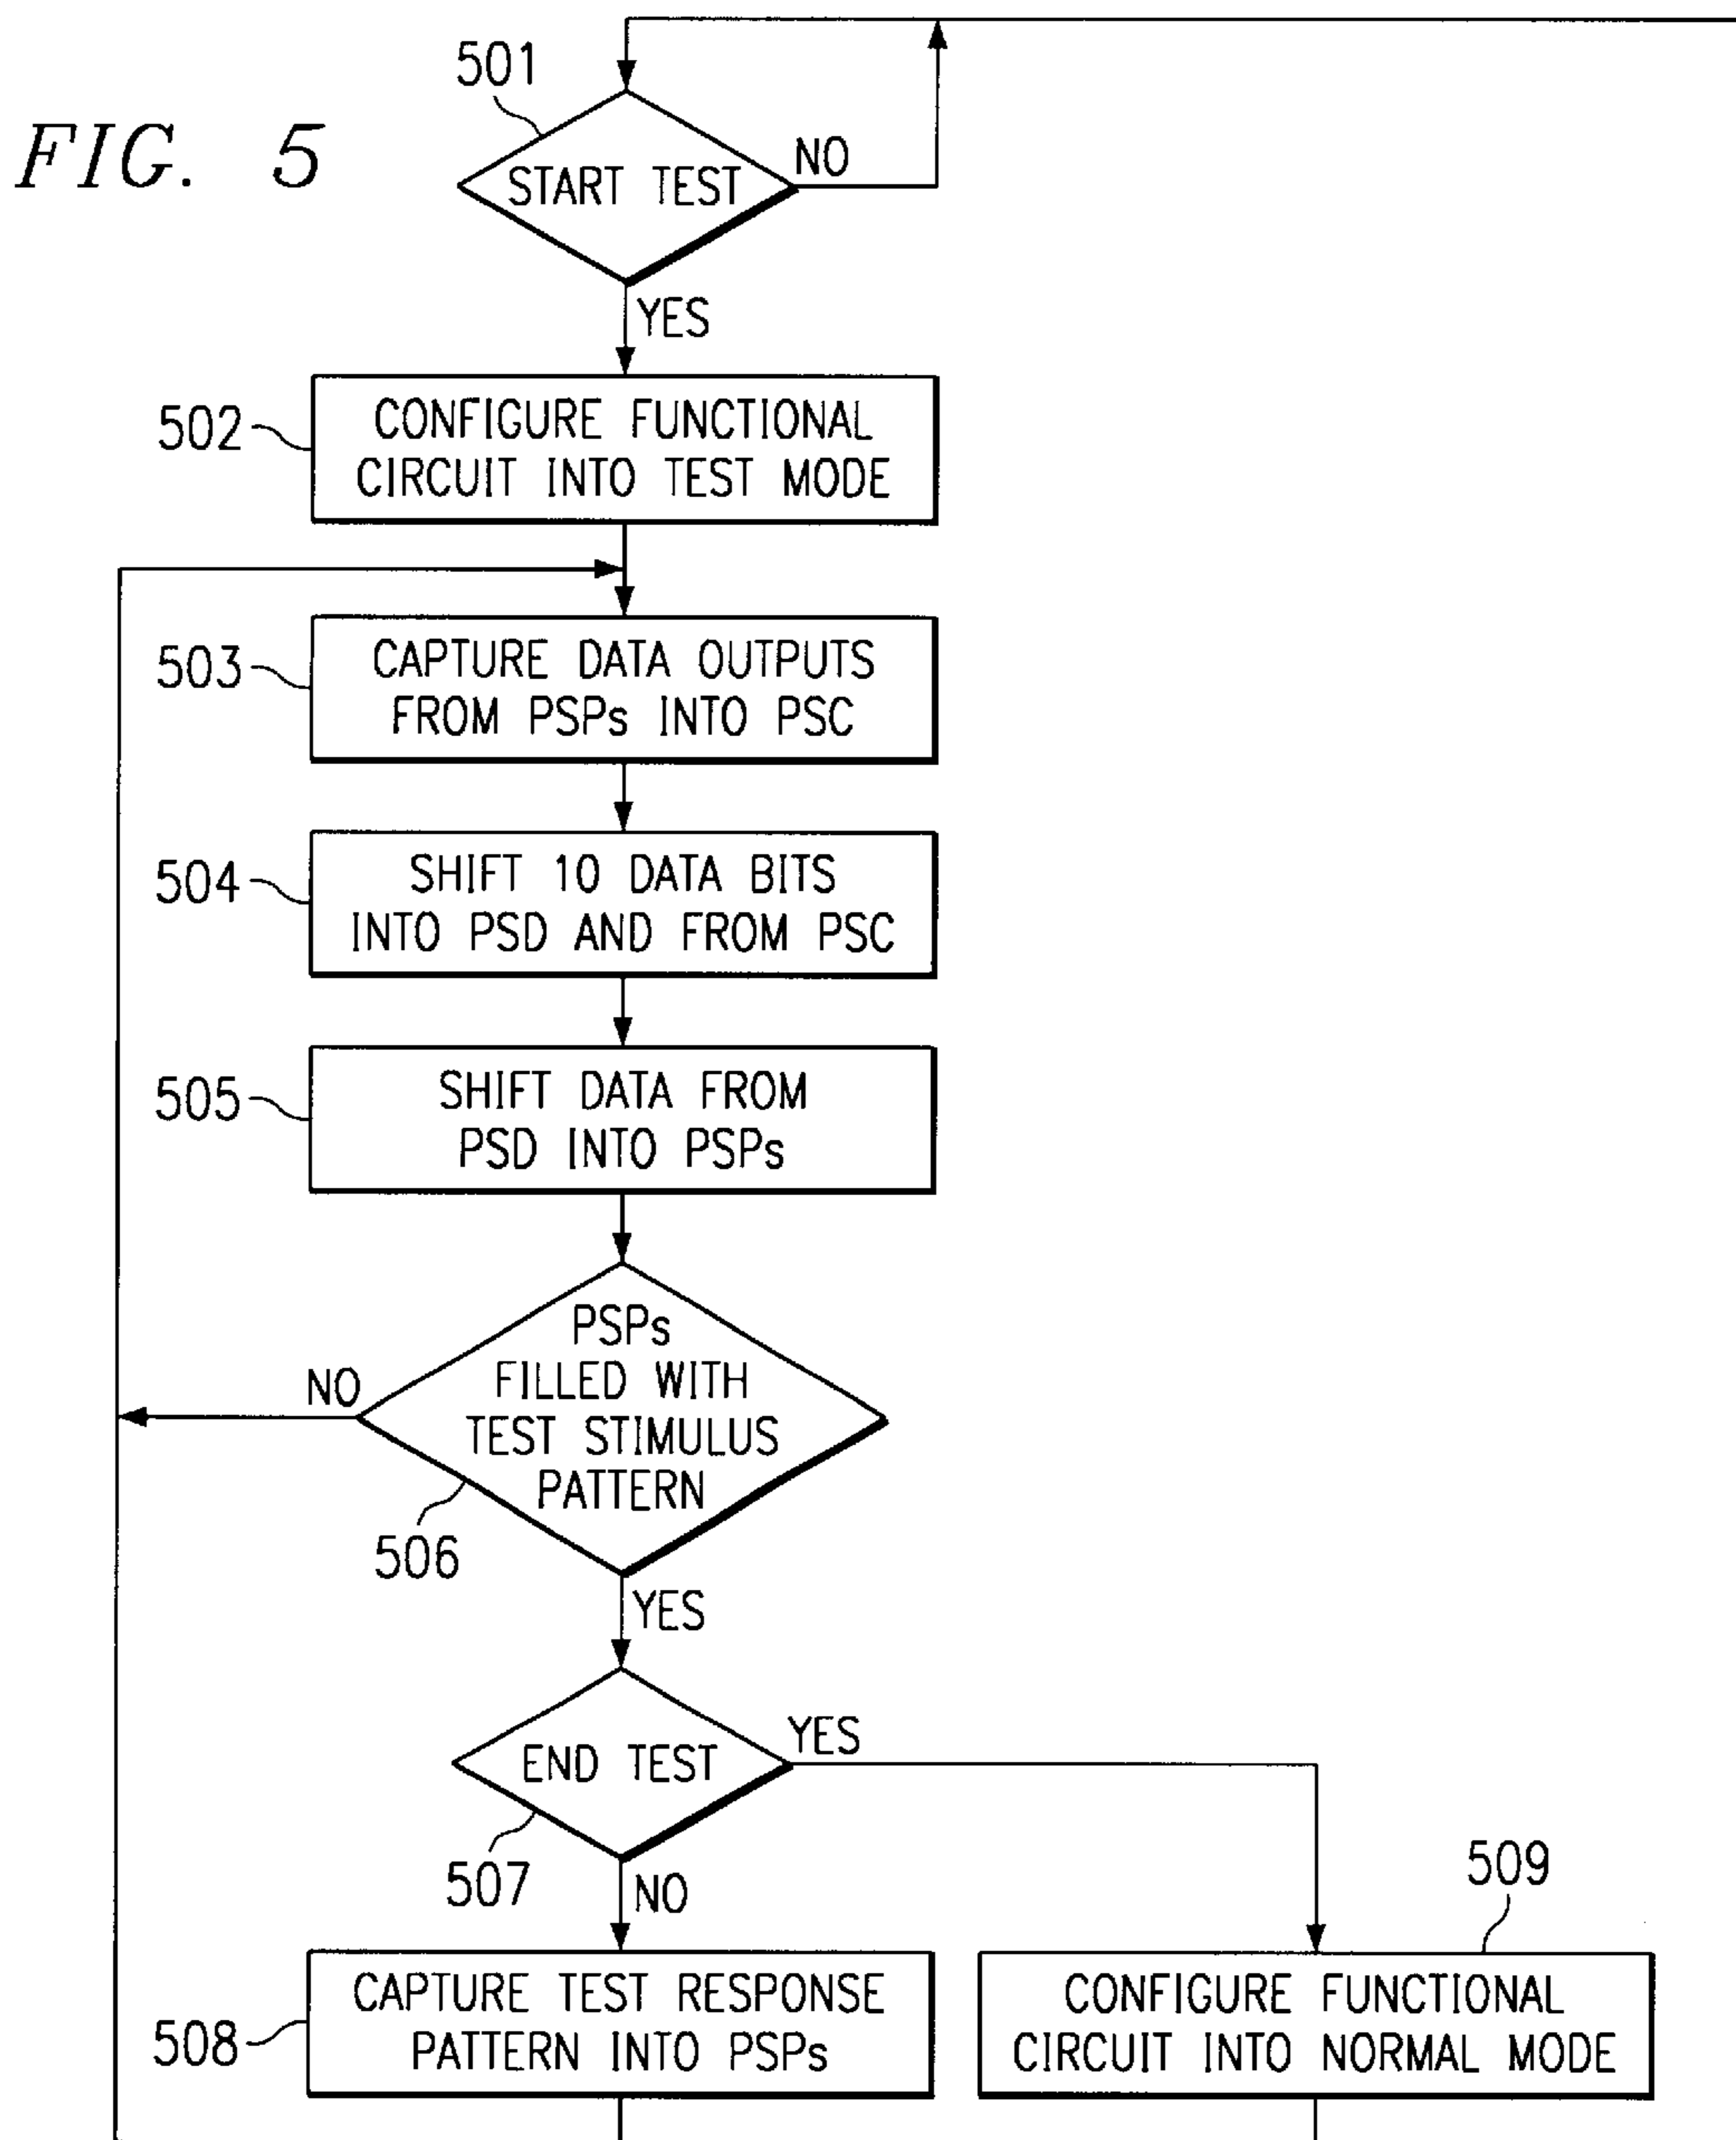 FIG. 5
501
START TEST
NO
YES
502
CONFIGURE FUNCTIONAL
CIRCUIT INTO TEST MODE
503
CAPTURE DATA OUTPUTS
FROM PSPs INTO PSC
504
SHIFT 10 DATA BITS
INTO PSD AND FROM PSC
505
SHIFT DATA FROM
PSD INTO PSPs
PSPs
FILLED WITH
TEST STIMULUS
PATTERN
NO
506
YES
END TEST
YES
507
NO
509
508
CAPTURE TEST RESPONSE
PATTERN INTO PSPs
CONFIGURE FUNCTIONAL
CIRCUIT INTO NORMAL MODE